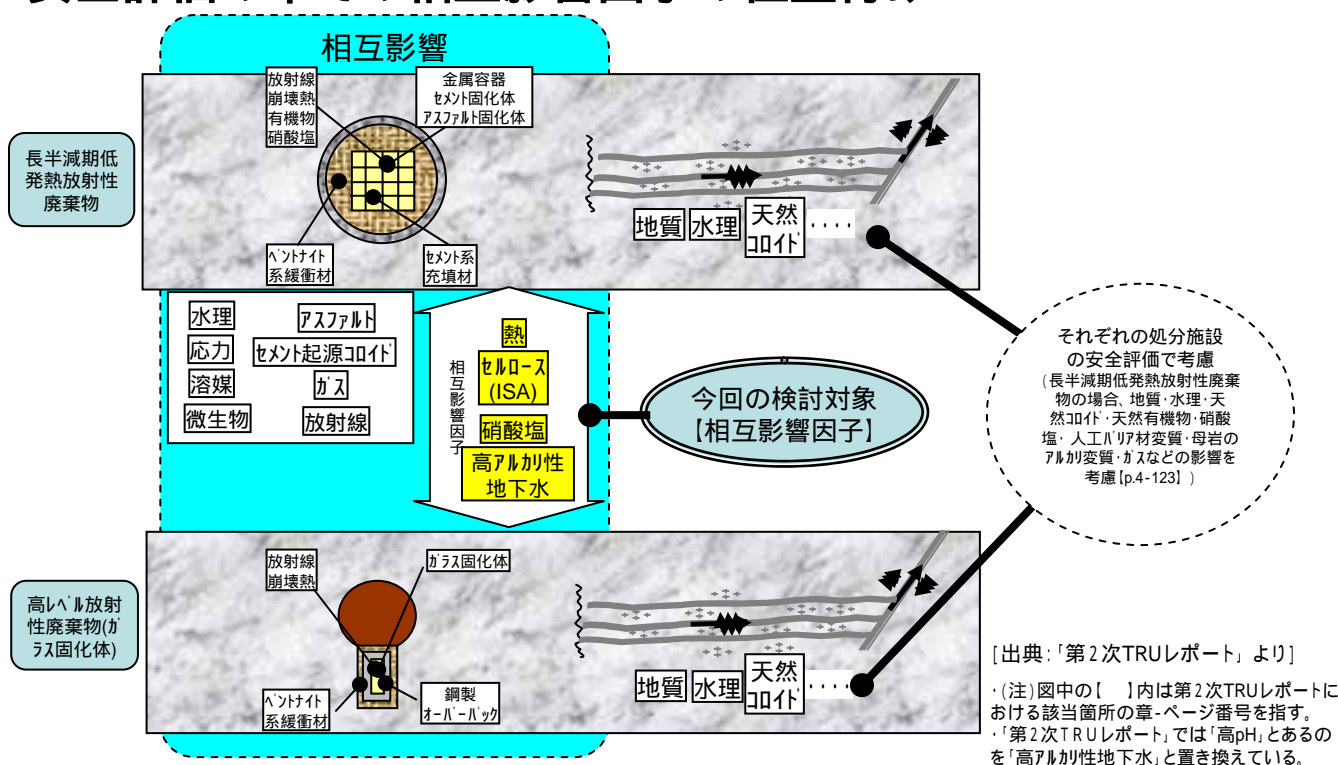 相互影響
放射線
崩壊熱
有機物
硝酸塩
金属容器
セメント固化体
アスファルト固化体
長半減期低
発熱放射性
廃棄物
ベントナイト
系緩衝材
セメント系
充填材
地質
水理
天然
コロイド
・・・・
水理
応力
溶媒
微生物
アスファルト
セメント起源コロイド
ガス
放射線
相互影響因子
熱
セルロース
(ISA)
硝酸塩
高アルカリ性
地下水
今回の検討対象
【相互影響因子】
それぞれの処分施設
の安全評価で考慮
(長半減期低発熱放射性廃棄
物の場合、地質・水理・天
然コロイド・天然有機物・硝酸
塩・人工バリア材変質・母岩の
アルカリ変質・ガスなどの影響を
考慮【p.4-123】)
高レベル放射
性廃棄物(ガ
ラス固化体)
放射線
崩壊熱
ガラス固化体
ベントナイト
系緩衝材
鋼製
オーバーパック
地質
水理
天然
コロイド
・・・・
[出典:「第2次TRUレポート」より]
・(注)図中の【 】内は第2次TRUレポートに
おける該当箇所の章-ページ番号を指す。
・「第2次TRUレポート」では「高pH」とあるの
を「高アルカリ性地下水」と置き換えている。